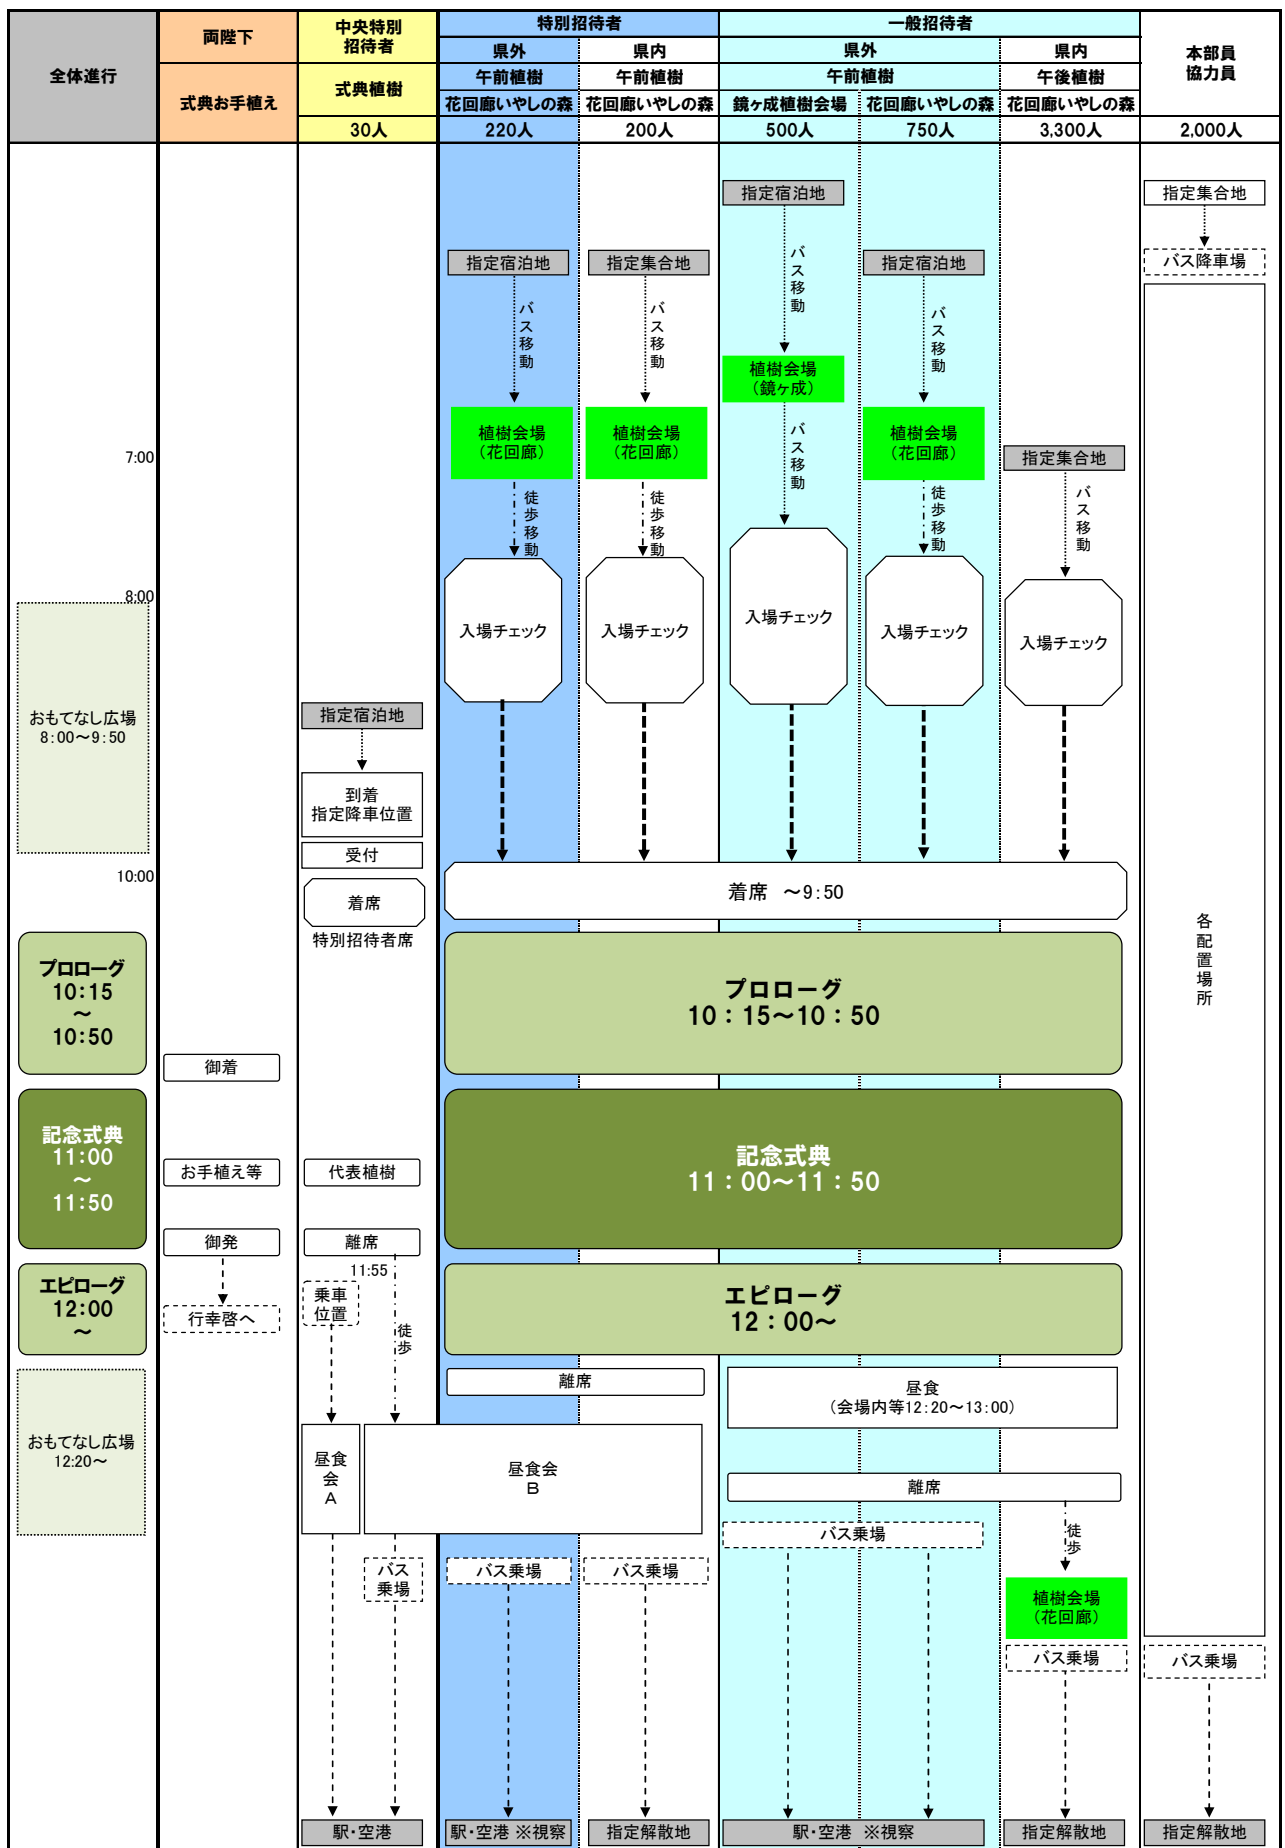 全体進行
両陛下
式典お手植え
中央特別
招待者
式典植樹
30人
特別招待者
県外
午前植樹
花回廊いやしの森
220人
県内
午前植樹
花回廊いやしの森
200人
一般招待者
県外
午前植樹
鏡ヶ成植樹会場
花回廊いやしの森
500人
750人
県内
午後植樹
花回廊いやしの森
3,300人
本部員
協力員
2,000人
7:00
8:00
おもてなし広場
8:00～9:50
10:00
プロローグ
10:15
～
10:50
記念式典
11:00
～
11:50
エピローグ
12:00
～
おもてなし広場
12:20～
御着
お手植え等
御発
行幸啓へ
指定宿泊地
到着
指定降車位置
受付
着席
特別招待者席
代表植樹
離席
11:55
乗車
位置
徒歩
昼食
会
A
バス
乗場
駅・空港
指定宿泊地
バス移動
植樹会場
(花回廊)
徒歩移動
入場チェック
指定集合地
バス移動
植樹会場
(花回廊)
徒歩移動
入場チェック
指定宿泊地
バス移動
植樹会場
(鏡ヶ成)
バス移動
入場チェック
指定宿泊地
バス移動
植樹会場
(花回廊)
徒歩移動
入場チェック
指定集合地
バス移動
入場チェック
着席　～9:50
プロローグ
10：15～10：50
記念式典
11：00～11：50
エピローグ
12：00～
離席
昼食会
B
バス乗場
駅・空港 ※視察
バス乗場
指定解散地
昼食
(会場内等12:20～13:00)
離席
バス乗場
駅・空港 ※視察
徒歩
植樹会場
(花回廊)
バス乗場
指定解散地
指定集合地
バス降車場
各配置場所
バス乗場
指定解散地